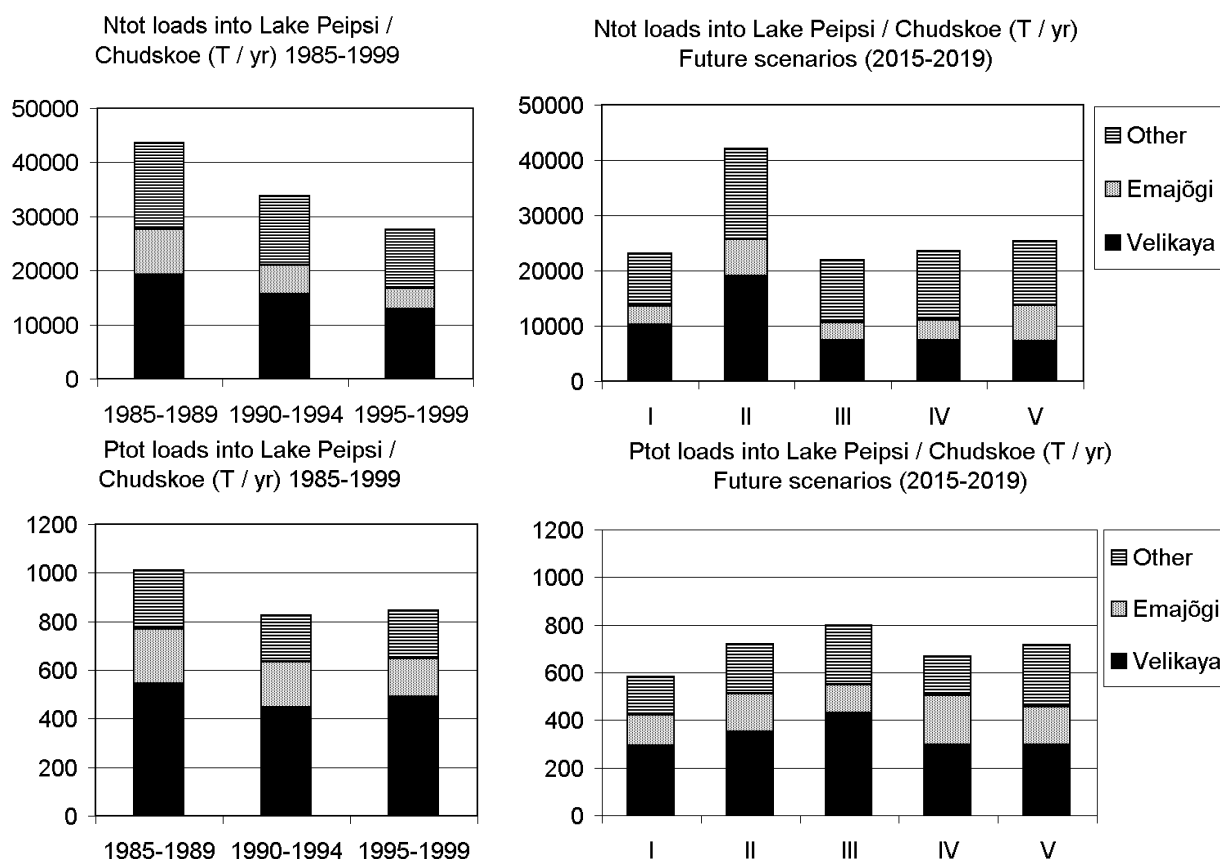 Ntot loads into Lake Peipsi /
Chudskoe (T / yr) 1985-1999
50000
40000
30000
20000
10000
0
1985-1989 1990-1994 1995-1999
Ntot loads into Lake Peipsi / Chudskoe (T / yr)
Future scenarios (2015-2019)
50000
40000
30000
20000
10000
0
I II III IV V
Other
Emajõgi
Velikaya
Ptot loads into Lake Peipsi /
Chudskoe (T / yr) 1985-1999
1200
1000
800
600
400
200
0
1985-1989 1990-1994 1995-1999
Ptot loads into Lake Peipsi / Chudskoe (T / yr)
Future scenarios (2015-2019)
1200
1000
800
600
400
200
0
I II III IV V
Other
Emajõgi
Velikaya